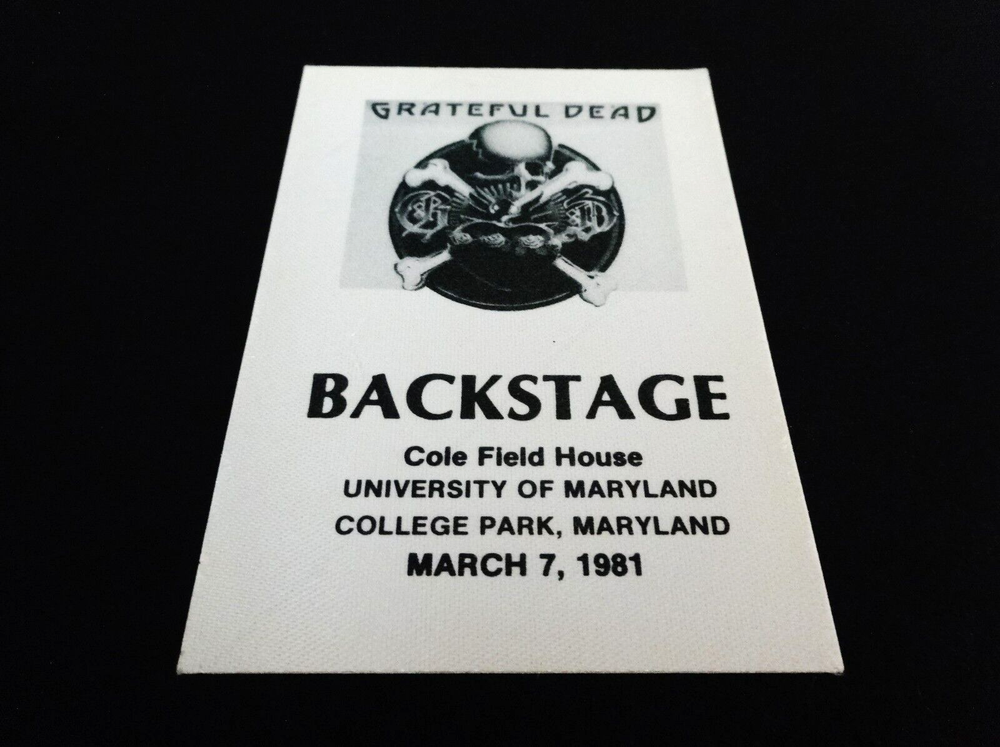 GRATEFUL DEAD
G D
BACKSTAGE
Cole Field House
UNIVERSITY OF MARYLAND
COLLEGE PARK, MARYLAND
MARCH 7, 1981